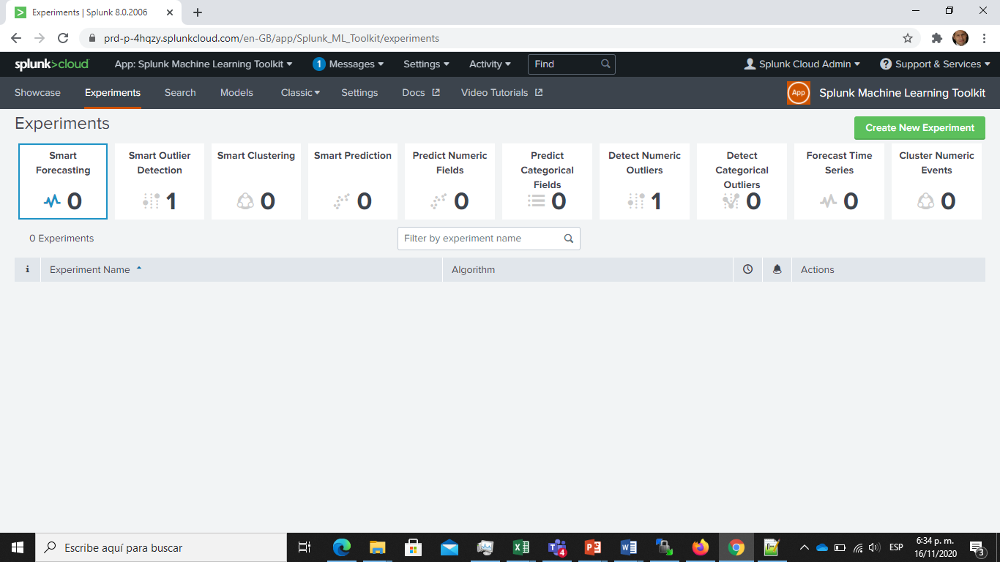 Experiments | Splunk 8.0.2006
prd-p-4hqzy.splunkcloud.com/en-GB/app/Splunk_ML_Toolkit/experiments
splunk>cloud App: Splunk Machine Learning Toolkit 1 Messages Settings Activity Find Splunk Cloud Admin ? Support & Services
Showcase Experiments Search Models Classic Settings Docs Video Tutorials App Splunk Machine Learning Toolkit
Experiments
Create New Experiment
Smart
Forecasting
0
Smart Outlier
Detection
1
Smart Clustering
0
Smart Prediction
0
Predict Numeric
Fields
0
Predict
Categorical
Fields
0
Detect Numeric
Outliers
1
Detect
Categorical
Outliers
0
Forecast Time
Series
0
Cluster Numeric
Events
0
0 Experiments
Filter by experiment name
i Experiment Name Algorithm Actions
Escribe aquí para buscar
4
ESP
6:34 p. m.
16/11/2020
3